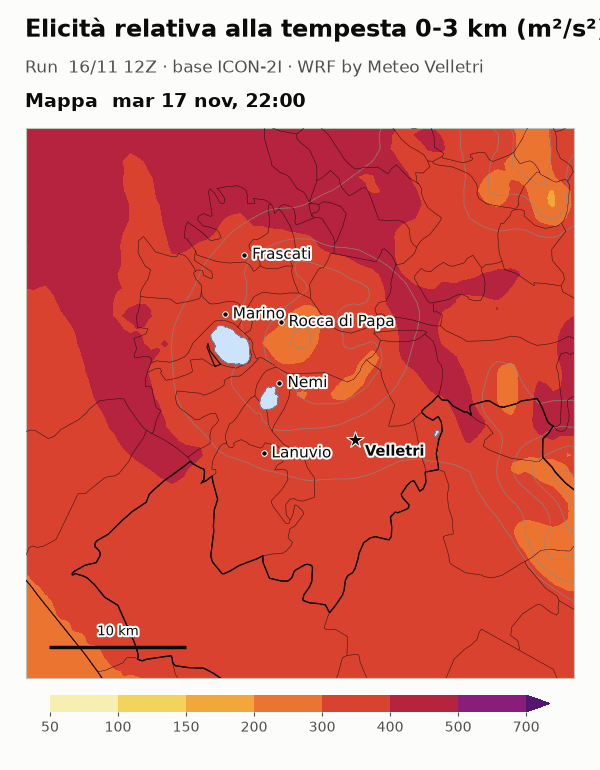 Elicità relativa alla tempesta 0-3 km (m²/s²)
Run 16/11 12Z · base ICON-2I · WRF by Meteo Velletri
Mappa mar 17 nov, 22:00
Frascati
Marino
Rocca di Papa
Nemi
Velletri
Lanuvio
10 km
50 100 150 200 300 400 500 700